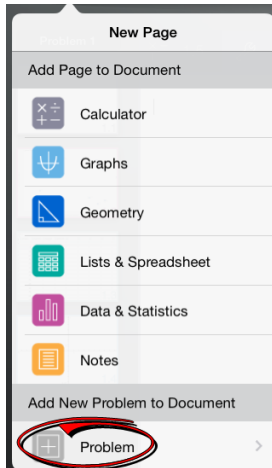 New Page
Add Page to Document
Calculator
Graphs
Geometry
Lists & Spreadsheet
Data & Statistics
Notes
Add New Problem to Document
Problem